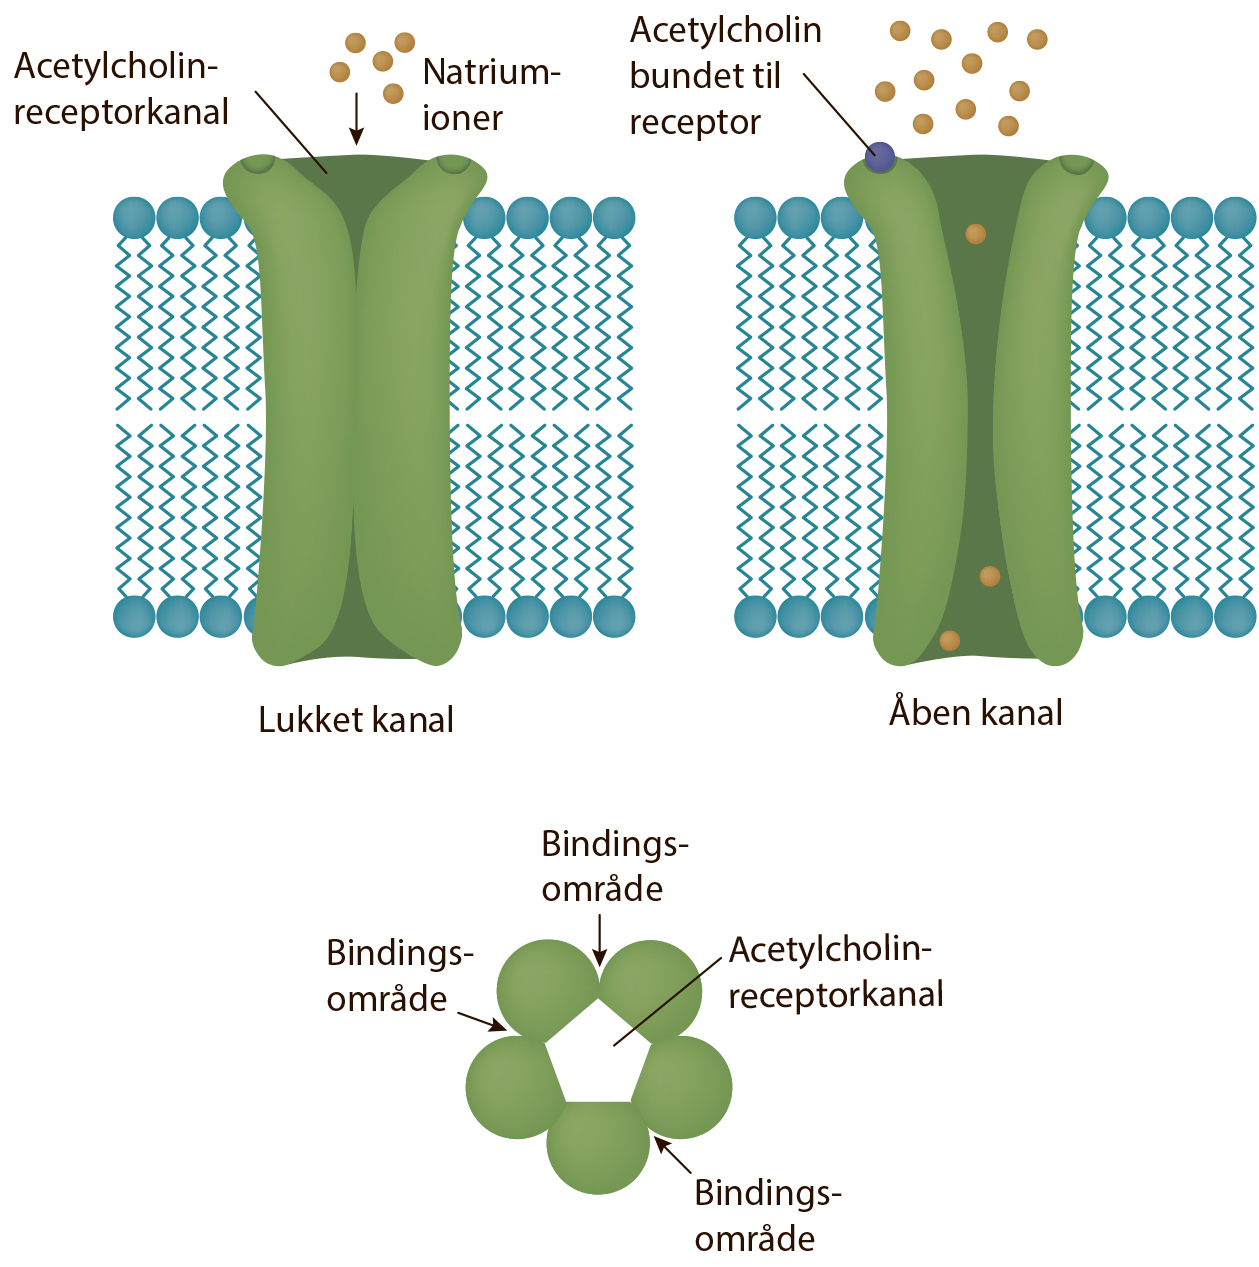 Acetylcholin-
receptorkanal
Natrium-
ioner
Acetylcholin
bundet til
receptor
Lukket kanal
Åben kanal
Bindings-
område
Bindings-
område
Acetylcholin-
receptorkanal
Bindings-
område